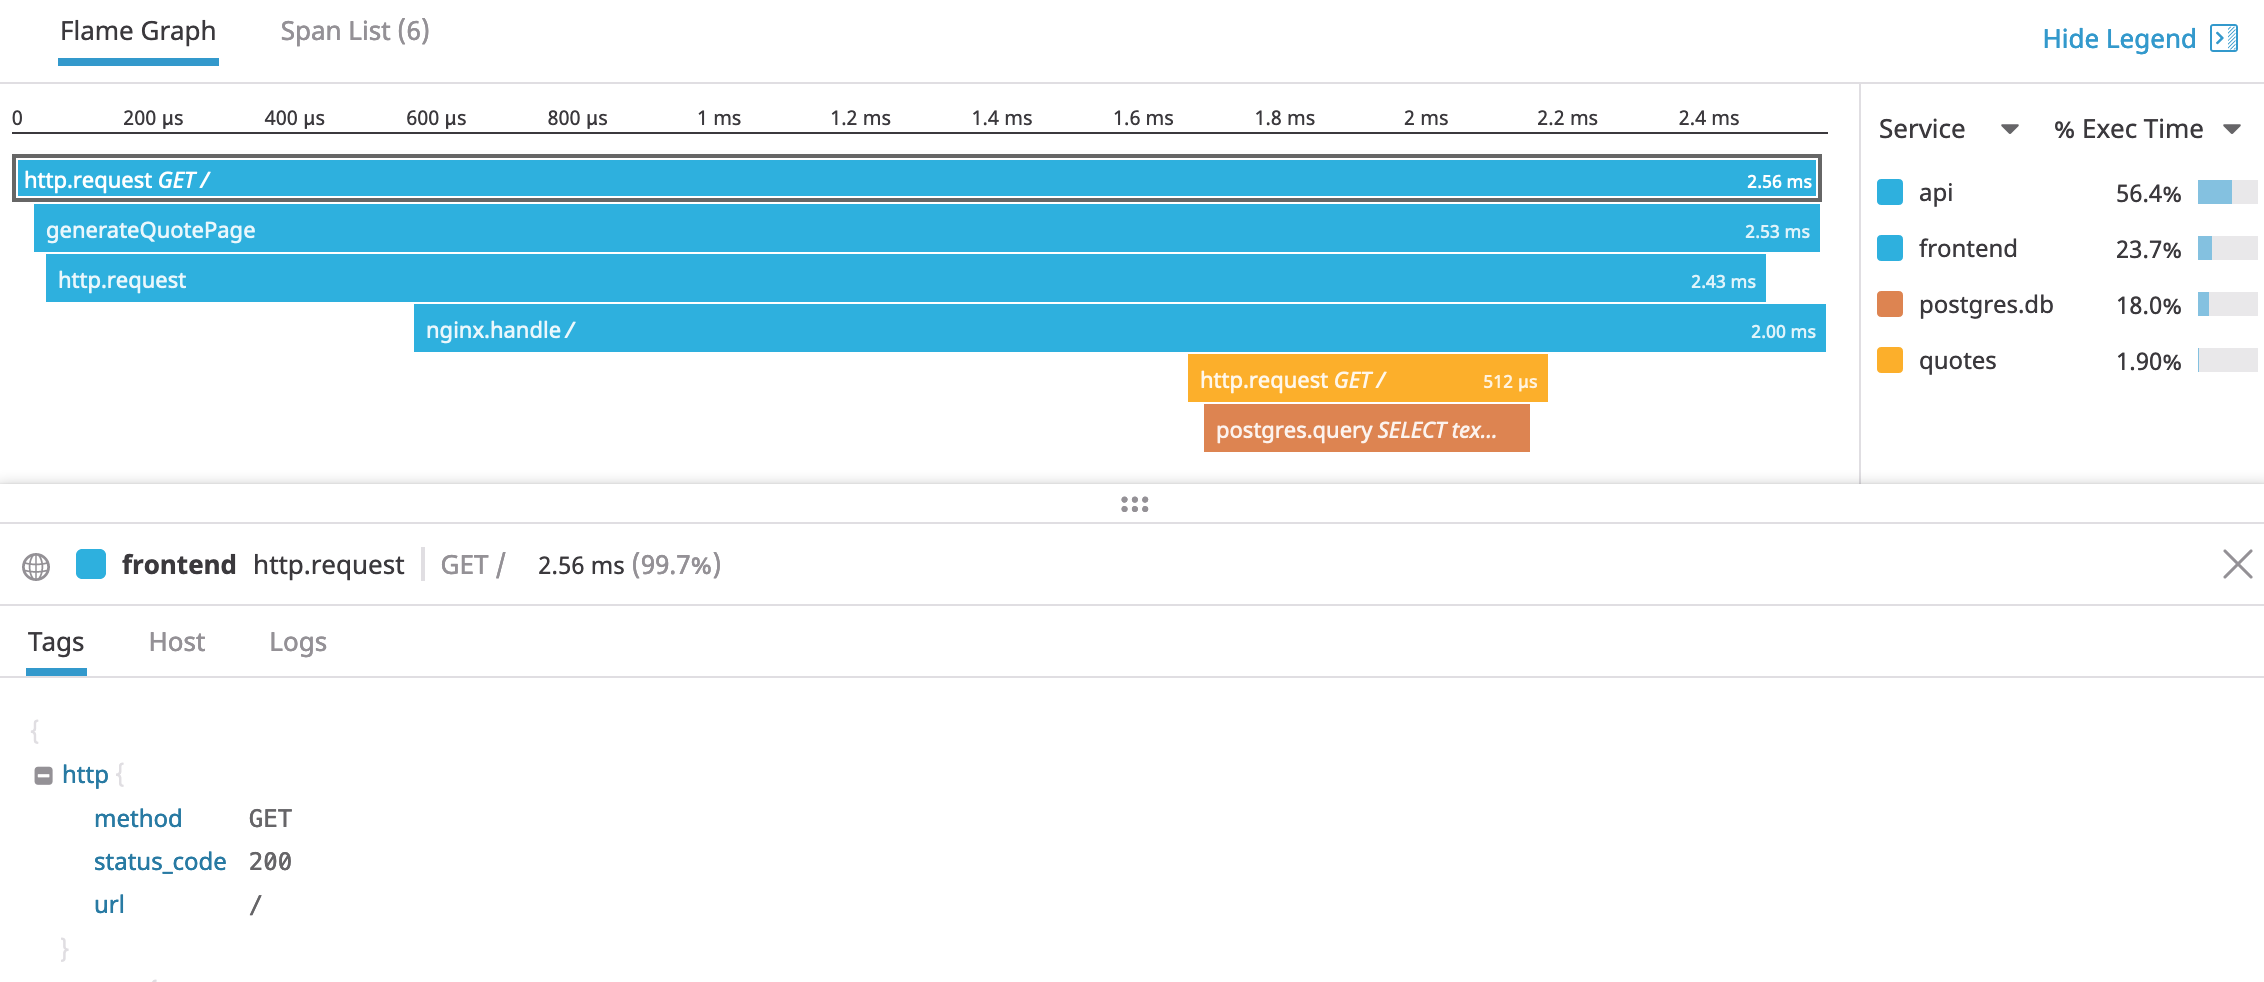 Flame Graph Span List (6) Hide Legend
0 200 μs 400 μs 600 μs 800 μs 1 ms 1.2 ms 1.4 ms 1.6 ms 1.8 ms 2 ms 2.2 ms 2.4 ms
Service % Exec Time
http.request GET / 2.56 ms
api 56.4%
generateQuotePage 2.53 ms
frontend 23.7%
http.request 2.43 ms
postgres.db 18.0%
nginx.handle / 2.00 ms
quotes 1.90%
http.request GET / 512 μs
postgres.query SELECT tex...
frontend http.request GET / 2.56 ms (99.7%)
Tags Host Logs
{
http {
method GET
status_code 200
url /
}